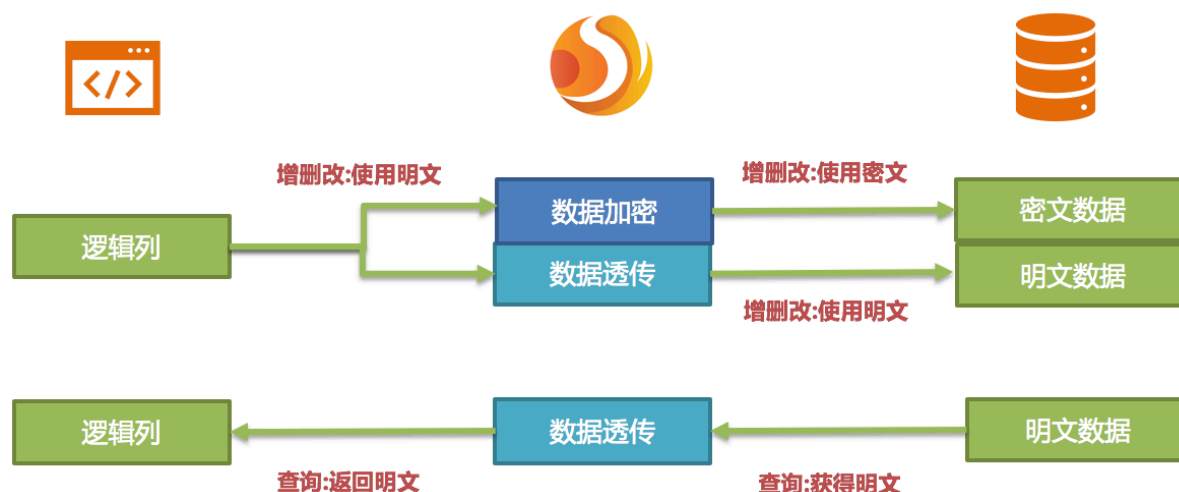 </>
增删改:使用明文
增删改:使用密文
逻辑列
数据加密
密文数据
数据透传
明文数据
增删改:使用明文
逻辑列
数据透传
明文数据
查询:返回明文
查询:获得明文